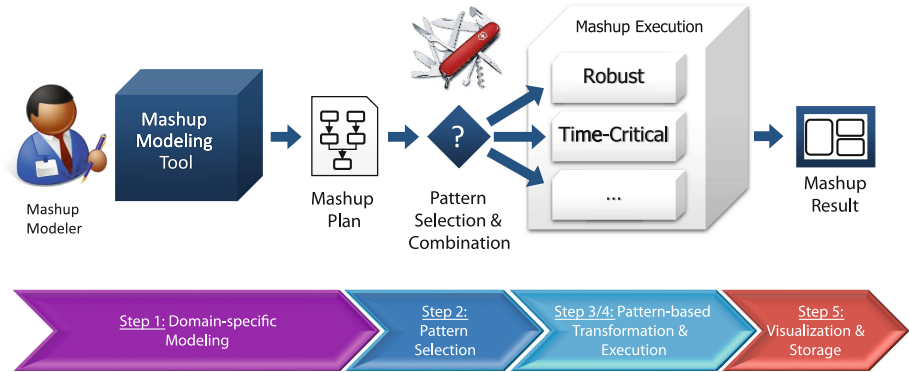 Mashup Execution
Robust
Time-Critical
...
Mashup
Modeling
Tool
?
Mashup
Modeler
Mashup
Plan
Pattern
Selection &
Combination
Mashup
Result
Step 1: Domain-specific
Modeling
Step 2:
Pattern
Selection
Step 3/4: Pattern-based
Transformation &
Execution
Step 5:
Visualization &
Storage